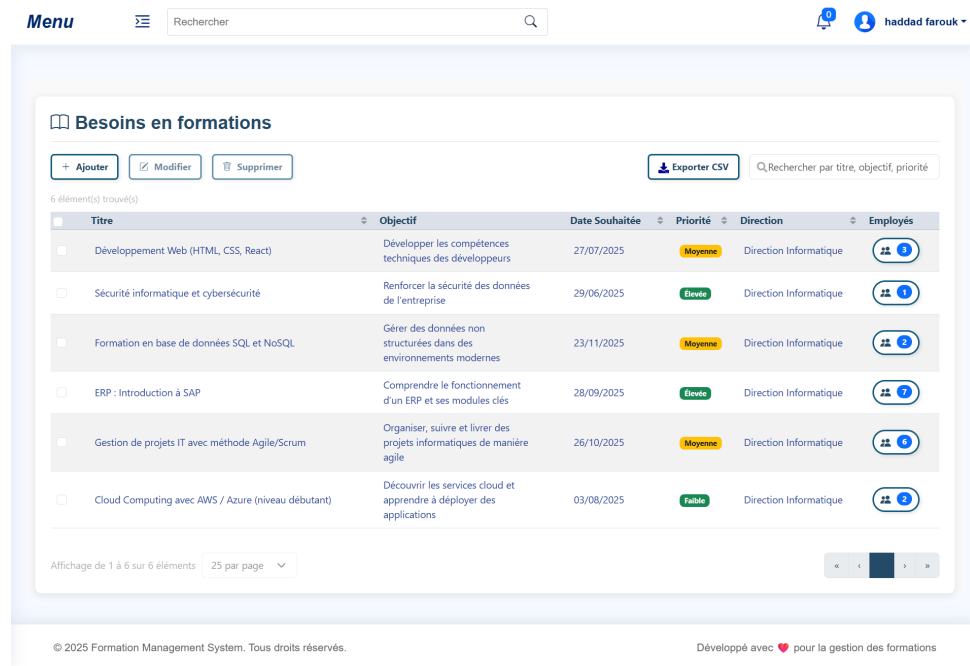 Menu
Rechercher
0
haddad farouk
Besoins en formations
+ Ajouter
Modifier
Supprimer
Exporter CSV
Rechercher par titre, objectif, priorité
6 élément(s) trouvé(s)
Titre Objectif Date Souhaitée Priorité Direction Employés
Développement Web (HTML, CSS, React)
Développer les compétences
techniques des développeurs
27/07/2025 Moyenne Direction Informatique 3
Sécurité informatique et cybersécurité
Renforcer la sécurité des données
de l'entreprise
29/06/2025 Élevée Direction Informatique 1
Formation en base de données SQL et NoSQL
Gérer des données non
structurées dans des
environnements modernes
23/11/2025 Moyenne Direction Informatique 2
ERP : Introduction à SAP
Comprendre le fonctionnement
d'un ERP et ses modules clés
28/09/2025 Élevée Direction Informatique 7
Gestion de projets IT avec méthode Agile/Scrum
Organiser, suivre et livrer des
projets informatiques de manière
agile
26/10/2025 Moyenne Direction Informatique 6
Cloud Computing avec AWS / Azure (niveau débutant)
Découvrir les services cloud et
apprendre à déployer des
applications
03/08/2025 Faible Direction Informatique 2
Affichage de 1 à 6 sur 6 éléments
25 par page
« ‹ › »
© 2025 Formation Management System. Tous droits réservés.
Développé avec ❤ pour la gestion des formations